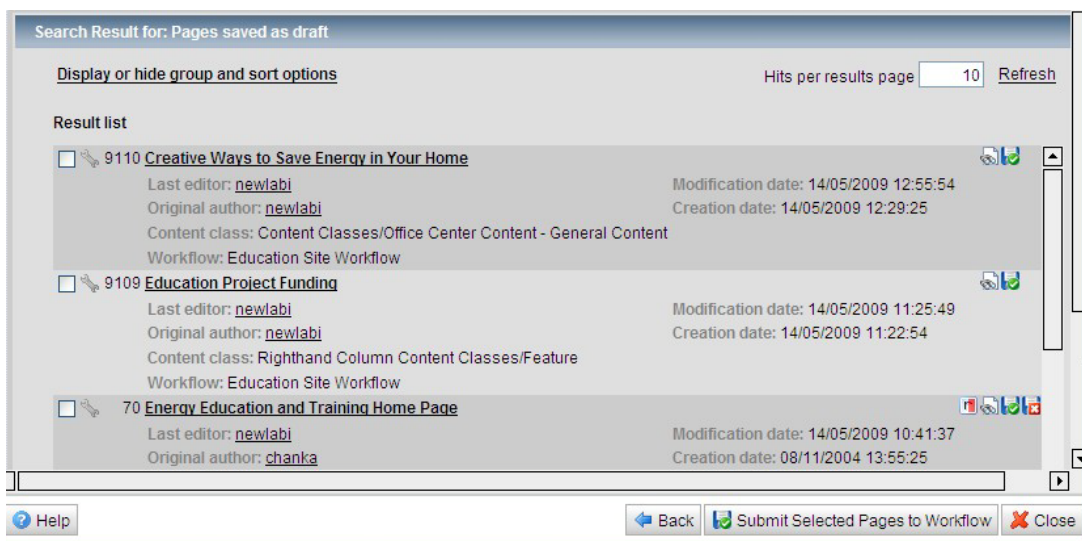 Search Result for: Pages saved as draft
Display or hide group and sort options Hits per results page 10 Refresh
Result list
9110 Creative Ways to Save Energy in Your Home
Last editor: newlabi Modification date: 14/05/2009 12:55:54
Original author: newlabi Creation date: 14/05/2009 12:29:25
Content class: Content Classes/Office Center Content - General Content
Workflow: Education Site Workflow
9109 Education Project Funding
Last editor: newlabi Modification date: 14/05/2009 11:25:49
Original author: newlabi Creation date: 14/05/2009 11:22:54
Content class: Righthand Column Content Classes/Feature
Workflow: Education Site Workflow
70 Energy Education and Training Home Page
Last editor: newlabi Modification date: 14/05/2009 10:41:37
Original author: chanka Creation date: 08/11/2004 13:55:25
Help Back Submit Selected Pages to Workflow Close